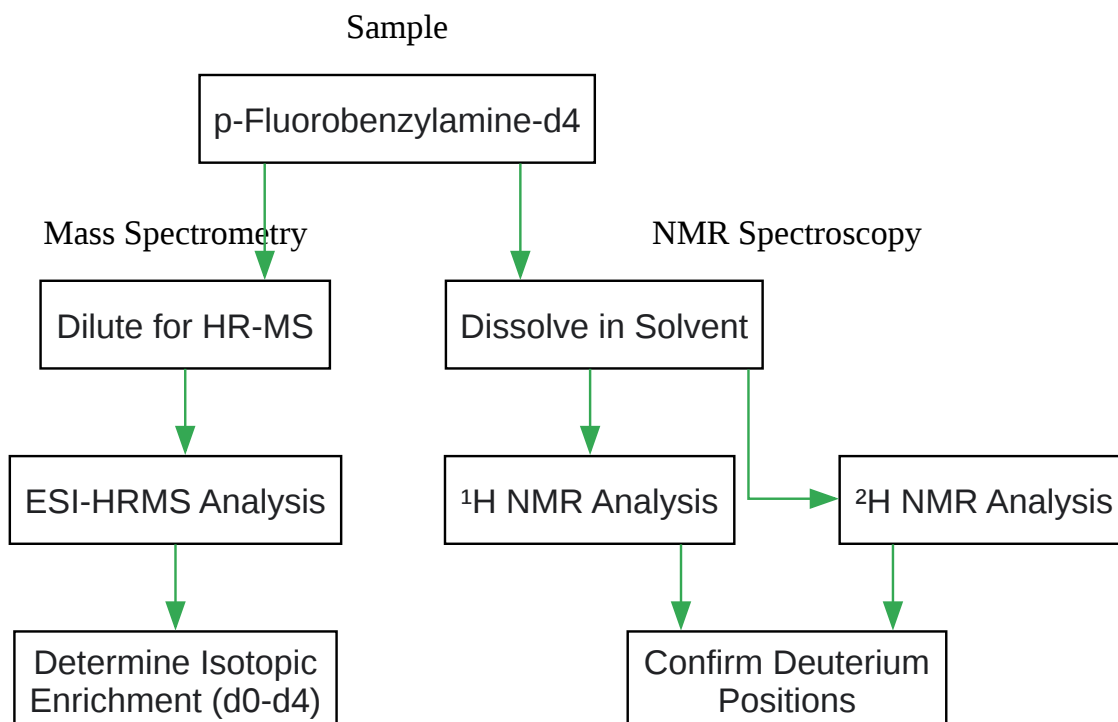 Sample
p-Fluorobenzylamine-d4
Mass Spectrometry
NMR Spectroscopy
Dilute for HR-MS
Dissolve in Solvent
ESI-HRMS Analysis
¹H NMR Analysis
²H NMR Analysis
Determine Isotopic
Enrichment (d0-d4)
Confirm Deuterium
Positions